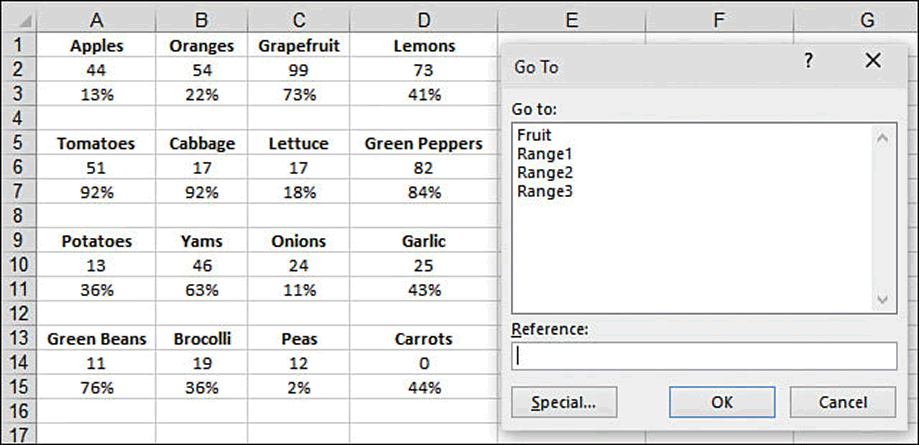 A B C D E F G
1 Apples Oranges Grapefruit Lemons
2 44 54 99 73
3 13% 22% 73% 41%
4
5 Tomatoes Cabbage Lettuce Green Peppers
6 51 17 17 82
7 92% 92% 18% 84%
8
9 Potatoes Yams Onions Garlic
10 13 46 24 25
11 36% 63% 11% 43%
12
13 Green Beans Brocolli Peas Carrots
14 11 19 12 0
15 76% 36% 2% 44%
16
17
Go To ? X
Go to:
Fruit
Range1
Range2
Range3
Reference:
Special... OK Cancel